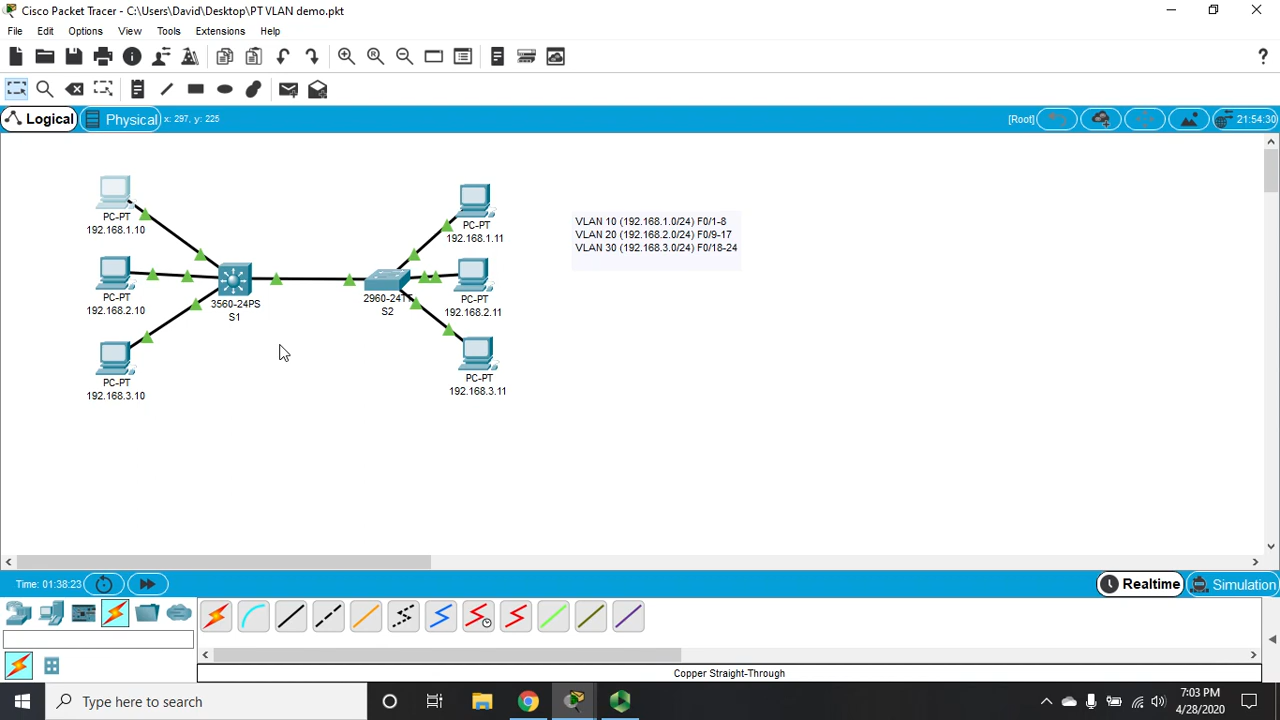 Cisco Packet Tracer - C:\Users\David\Desktop\PT VLAN demo.pkt
File Edit Options View Tools Extensions Help
?
Logical Physical x: 297, y: 225 [Root] 21:54:30
PC-PT
192.168.1.10
PC-PT
192.168.2.10
PC-PT
192.168.3.10
3560-24PS
S1
2960-24TT
S2
PC-PT
192.168.1.11
PC-PT
192.168.2.11
PC-PT
192.168.3.11
VLAN 10 (192.168.1.0/24) F0/1-8
VLAN 20 (192.168.2.0/24) F0/9-17
VLAN 30 (192.168.3.0/24) F0/18-24
Time: 01:38:23 Realtime Simulation
Copper Straight-Through
Type here to search
7:03 PM
4/28/2020